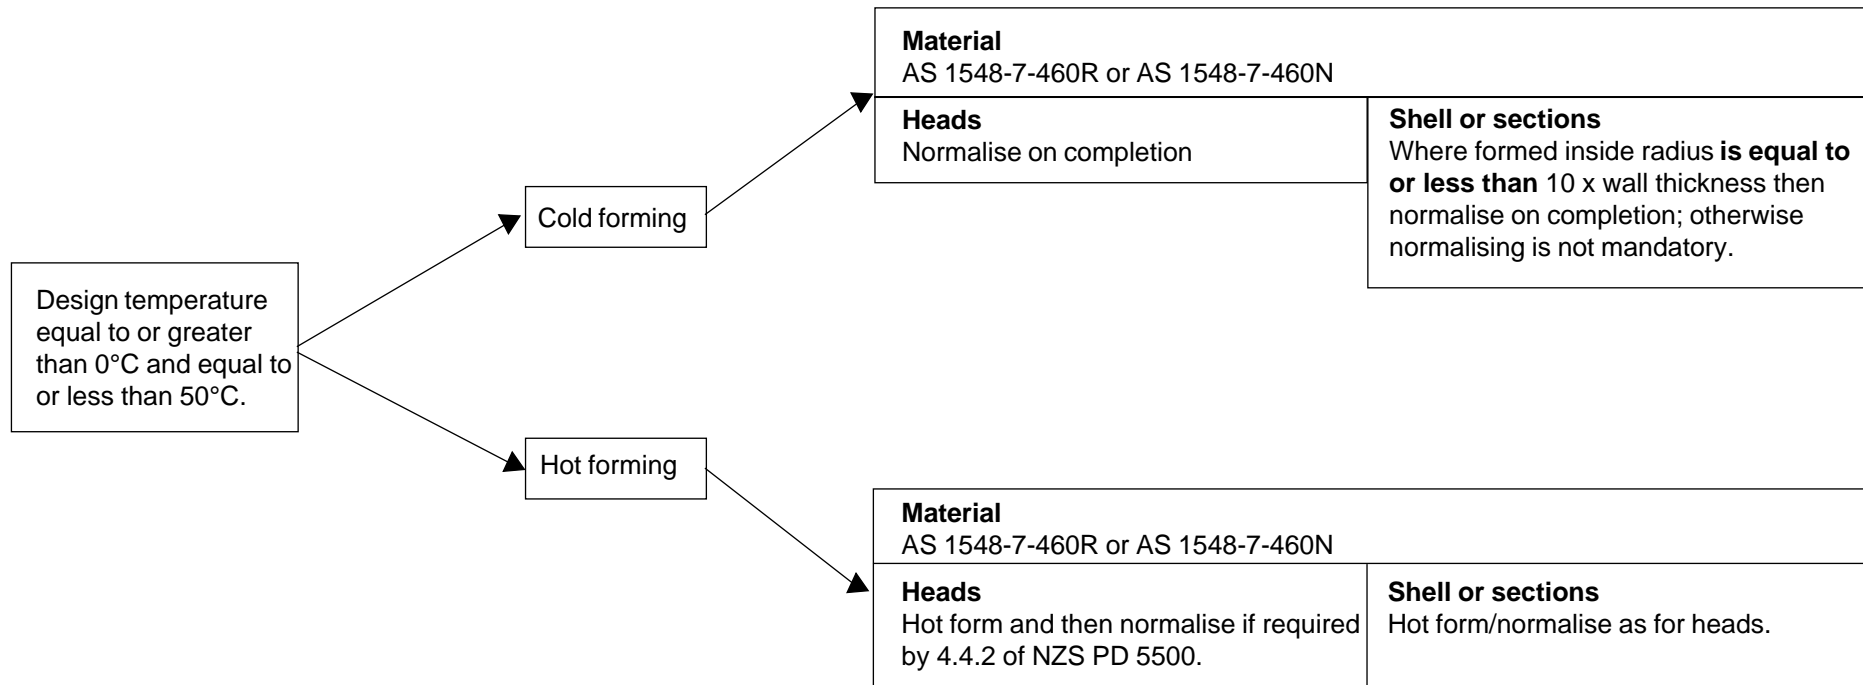 Design temperature
equal to or greater
than 0°C and equal to
or less than 50°C.
Cold forming
Material
AS 1548-7-460R or AS 1548-7-460N
Heads
Normalise on completion
Shell or sections
Where formed inside radius is equal to
or less than 10 x wall thickness then
normalise on completion; otherwise
normalising is not mandatory.
Hot forming
Material
AS 1548-7-460R or AS 1548-7-460N
Heads
Hot form and then normalise if required
by 4.4.2 of NZS PD 5500.
Shell or sections
Hot form/normalise as for heads.